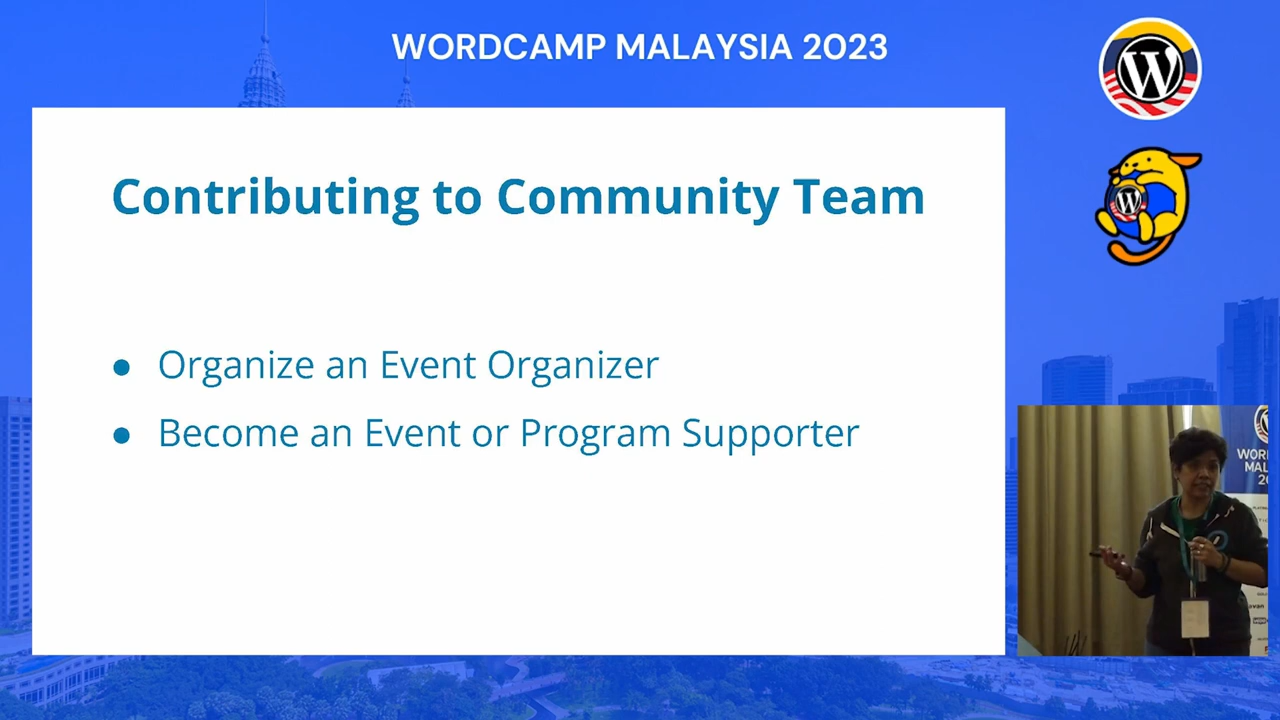 WORDCAMP MALAYSIA 2023
W
W
Contributing to Community Team
● Organize an Event Organizer
● Become an Event or Program Supporter